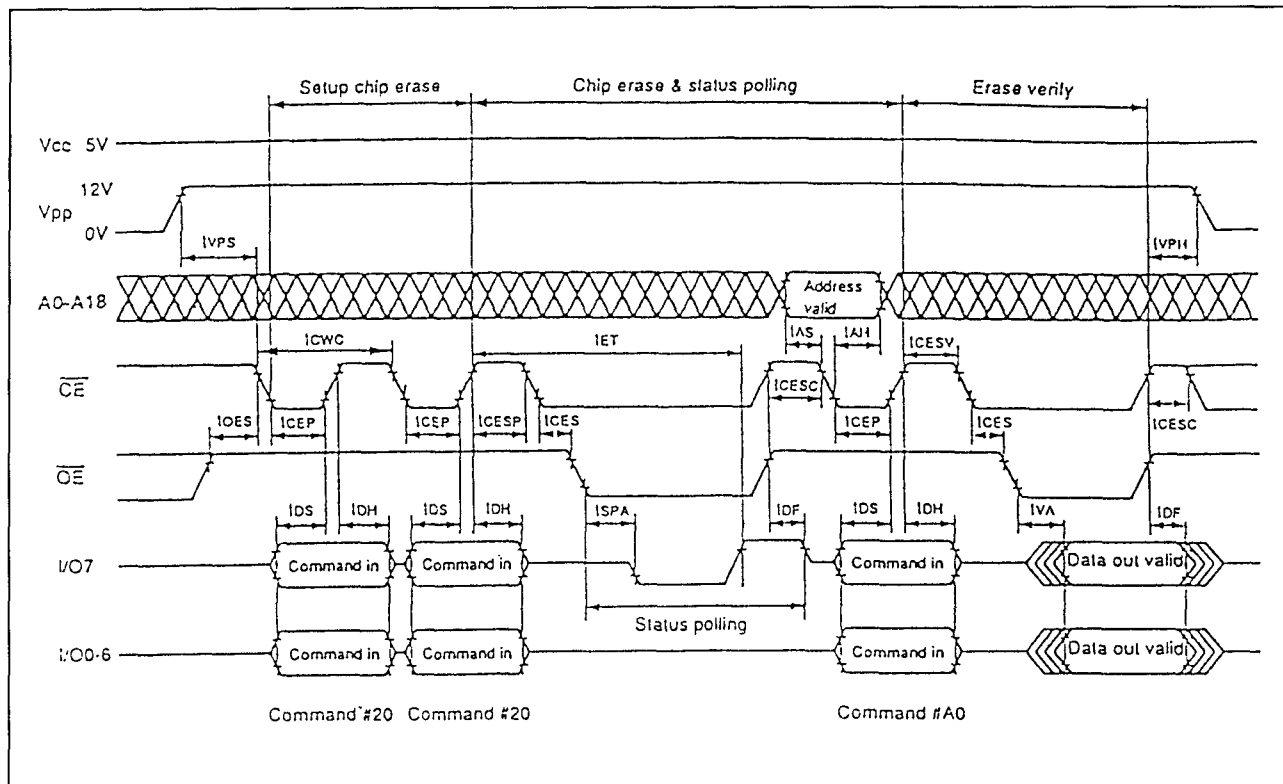 Setup chip erase
Chip erase & status polling
Erase verify
Vcc 5V
12V
Vpp
0V
tVPS
tVPH
A0-A18
Address valid
tCWC
tET
tAS
tAH
tCESV
CE
tCESC
tOES
tCEP
tCEP
tCESP
tCES
tCEP
tCES
tCESC
OE
tDS
tDH
tDS
tDH
tSPA
tDF
tDS
tDH
tVA
tDF
I/O7
Command in
Command in
Command in
Data out valid
Status polling
I/O0-6
Command in
Command in
Command in
Data out valid
Command #20
Command #20
Command #A0